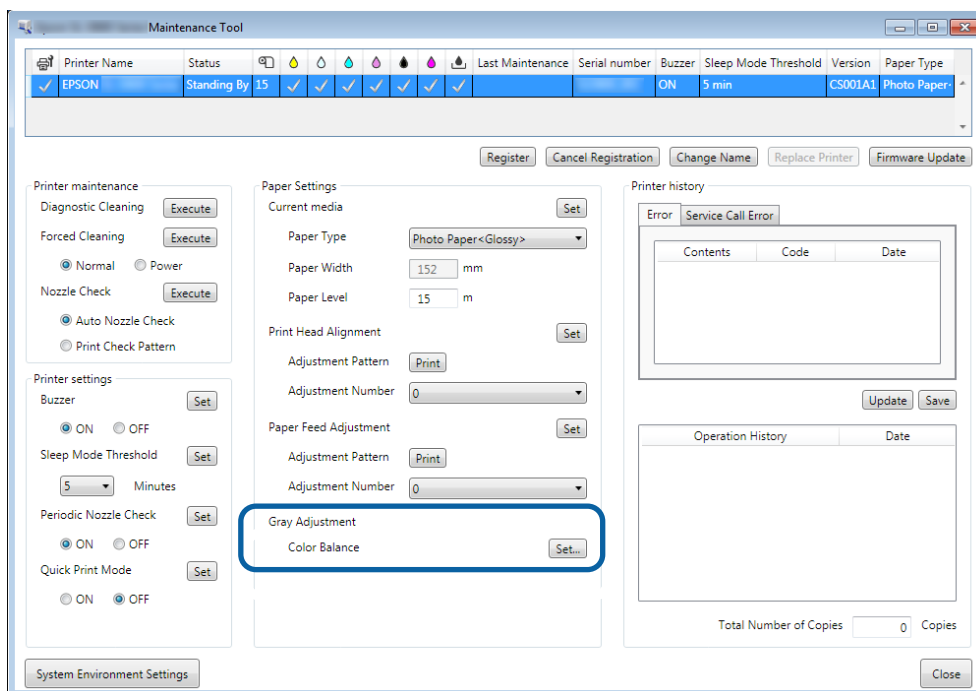 Maintenance Tool
Printer Name Status Last Maintenance Serial number Buzzer Sleep Mode Threshold Version Paper Type
EPSON Standing By 15 ON 5 min CS001A1 Photo Paper
Register Cancel Registration Change Name Replace Printer Firmware Update
Printer maintenance
Diagnostic Cleaning Execute
Forced Cleaning Execute
Normal Power
Nozzle Check Execute
Auto Nozzle Check
Print Check Pattern
Printer settings
Buzzer Set
ON OFF
Sleep Mode Threshold Set
5 Minutes
Periodic Nozzle Check Set
ON OFF
Quick Print Mode Set
ON OFF
Paper Settings
Current media Set
Paper Type Photo Paper<Glossy>
Paper Width 152 mm
Paper Level 15 m
Print Head Alignment Set
Adjustment Pattern Print
Adjustment Number 0
Paper Feed Adjustment Set
Adjustment Pattern Print
Adjustment Number 0
Gray Adjustment
Color Balance Set...
Printer history
Error Service Call Error
Contents Code Date
Update Save
Operation History Date
Total Number of Copies 0 Copies
System Environment Settings Close